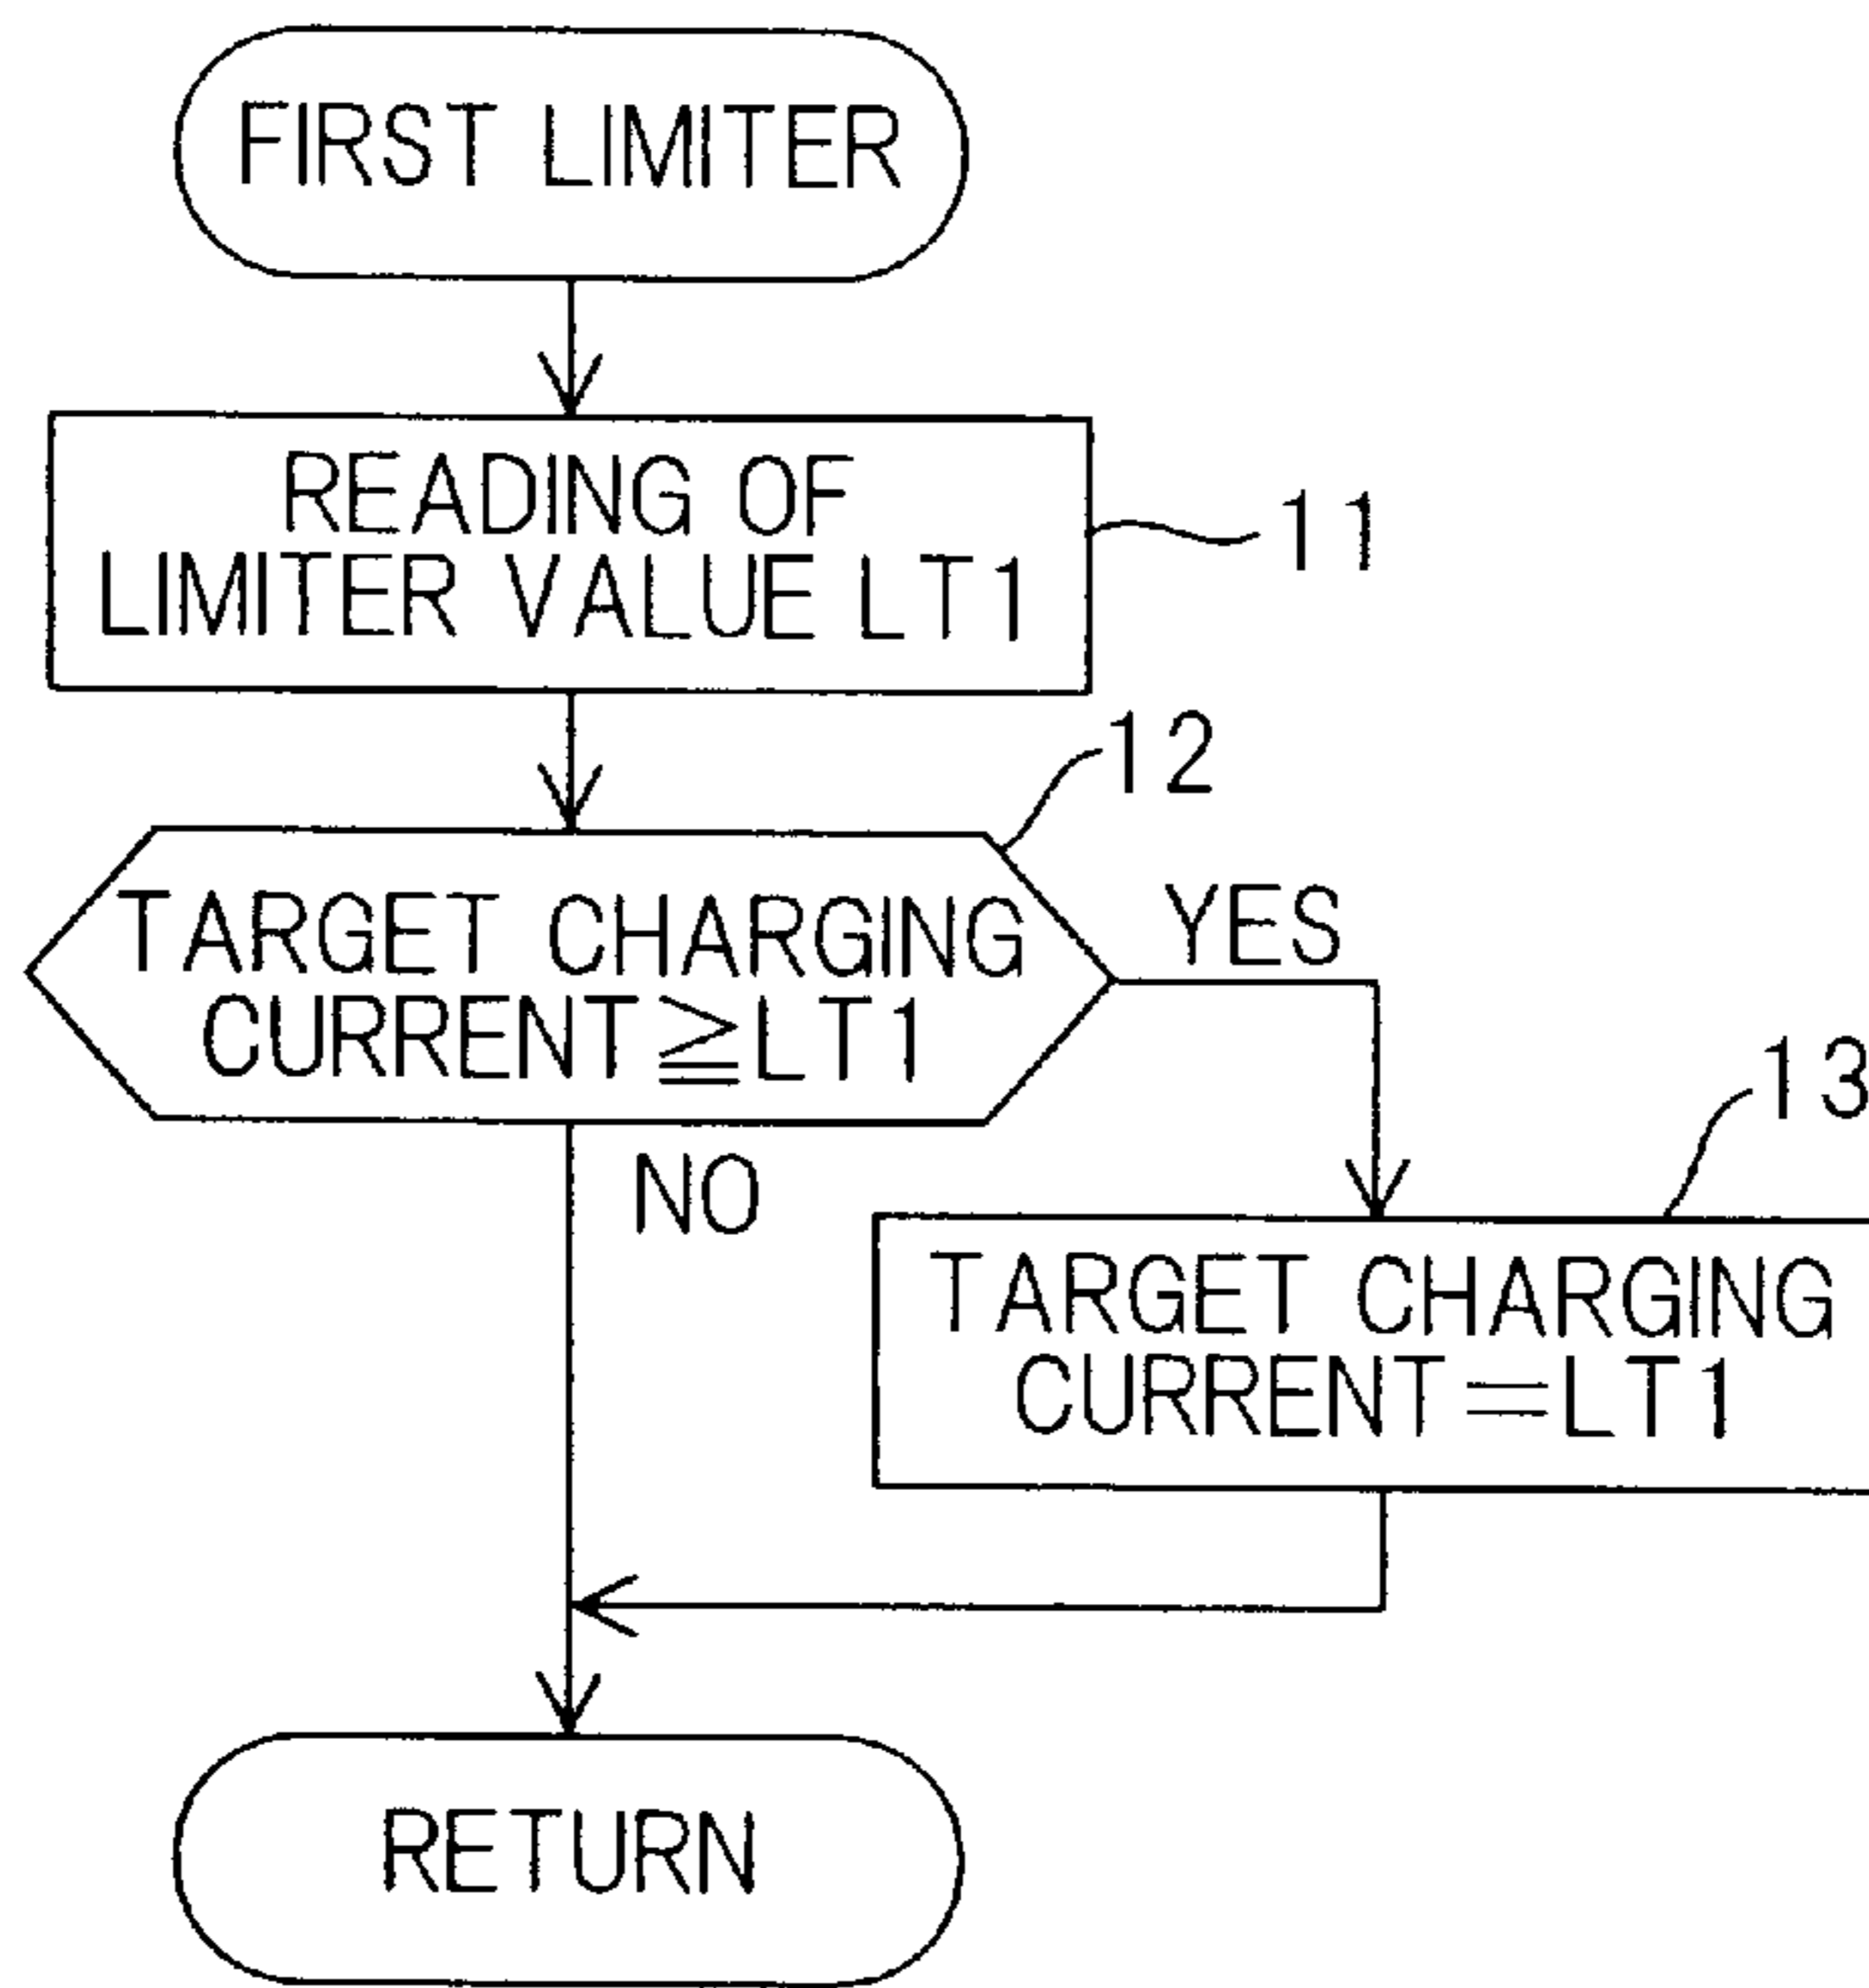 FIRST LIMITER
READING OF
LIMITER VALUE LT1
11
12
TARGET CHARGING
CURRENT≧LT1
YES
NO
13
TARGET CHARGING
CURRENT=LT1
RETURN